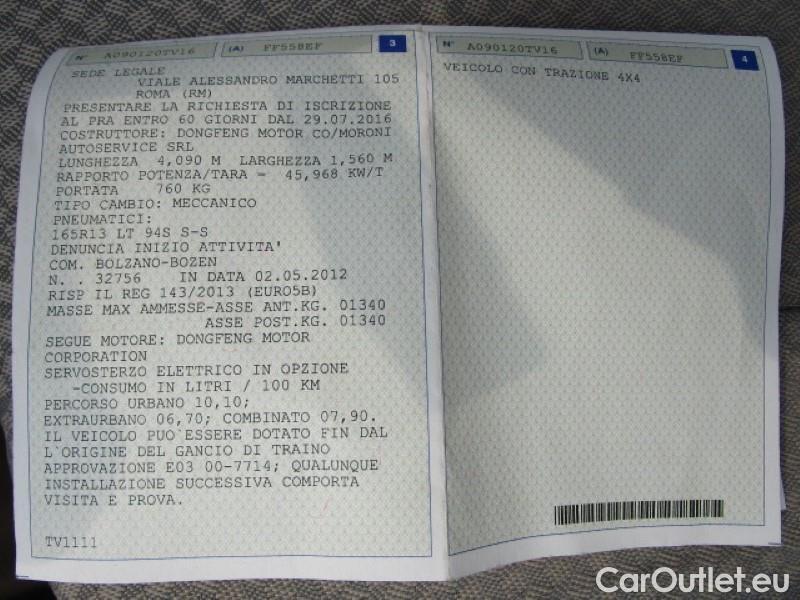 N° A090120TV16 (A) FF558EF 3
SEDE LEGALE
VIALE ALESSANDRO MARCHETTI 105
ROMA (RM)
PRESENTARE LA RICHIESTA DI ISCRIZIONE
AL PRA ENTRO 60 GIORNI DAL 29.07.2016
COSTRUTTORE: DONGFENG MOTOR CO/MORONI
AUTOSERVICE SRL
LUNGHEZZA 4,090 M LARGHEZZA 1,560 M
RAPPORTO POTENZA/TARA = 45,968 KW/T
PORTATA 760 KG
TIPO CAMBIO: MECCANICO
PNEUMATICI:
165R13 LT 94S S-S
DENUNCIA INIZIO ATTIVITA'
COM. BOLZANO-BOZEN
N. . 32756 IN DATA 02.05.2012
RISP IL REG 143/2013 (EURO5B)
MASSE MAX AMMESSE-ASSE ANT.KG. 01340
ASSE POST.KG. 01340
SEGUE MOTORE: DONGFENG MOTOR
CORPORATION
SERVOSTERZO ELETTRICO IN OPZIONE
-CONSUMO IN LITRI / 100 KM
PERCORSO URBANO 10,10;
EXTRAURBANO 06,70; COMBINATO 07,90.
IL VEICOLO PUO`ESSERE DOTATO FIN DAL
L`ORIGINE DEL GANCIO DI TRAINO
APPROVAZIONE E03 00-7714; QUALUNQUE
INSTALLAZIONE SUCCESSIVA COMPORTA
VISITA E PROVA.
TV1111
N° A090120TV16 (A) FF558EF 4
VEICOLO CON TRAZIONE 4X4
CarOutlet.eu